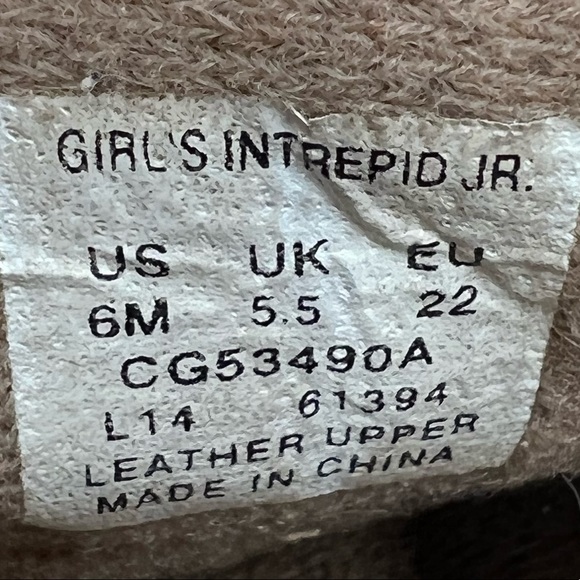 GIRL'S INTREPID JR.
US UK EU
6M 5.5 22
CG53490A
L14 61394
LEATHER UPPER
MADE IN CHINA